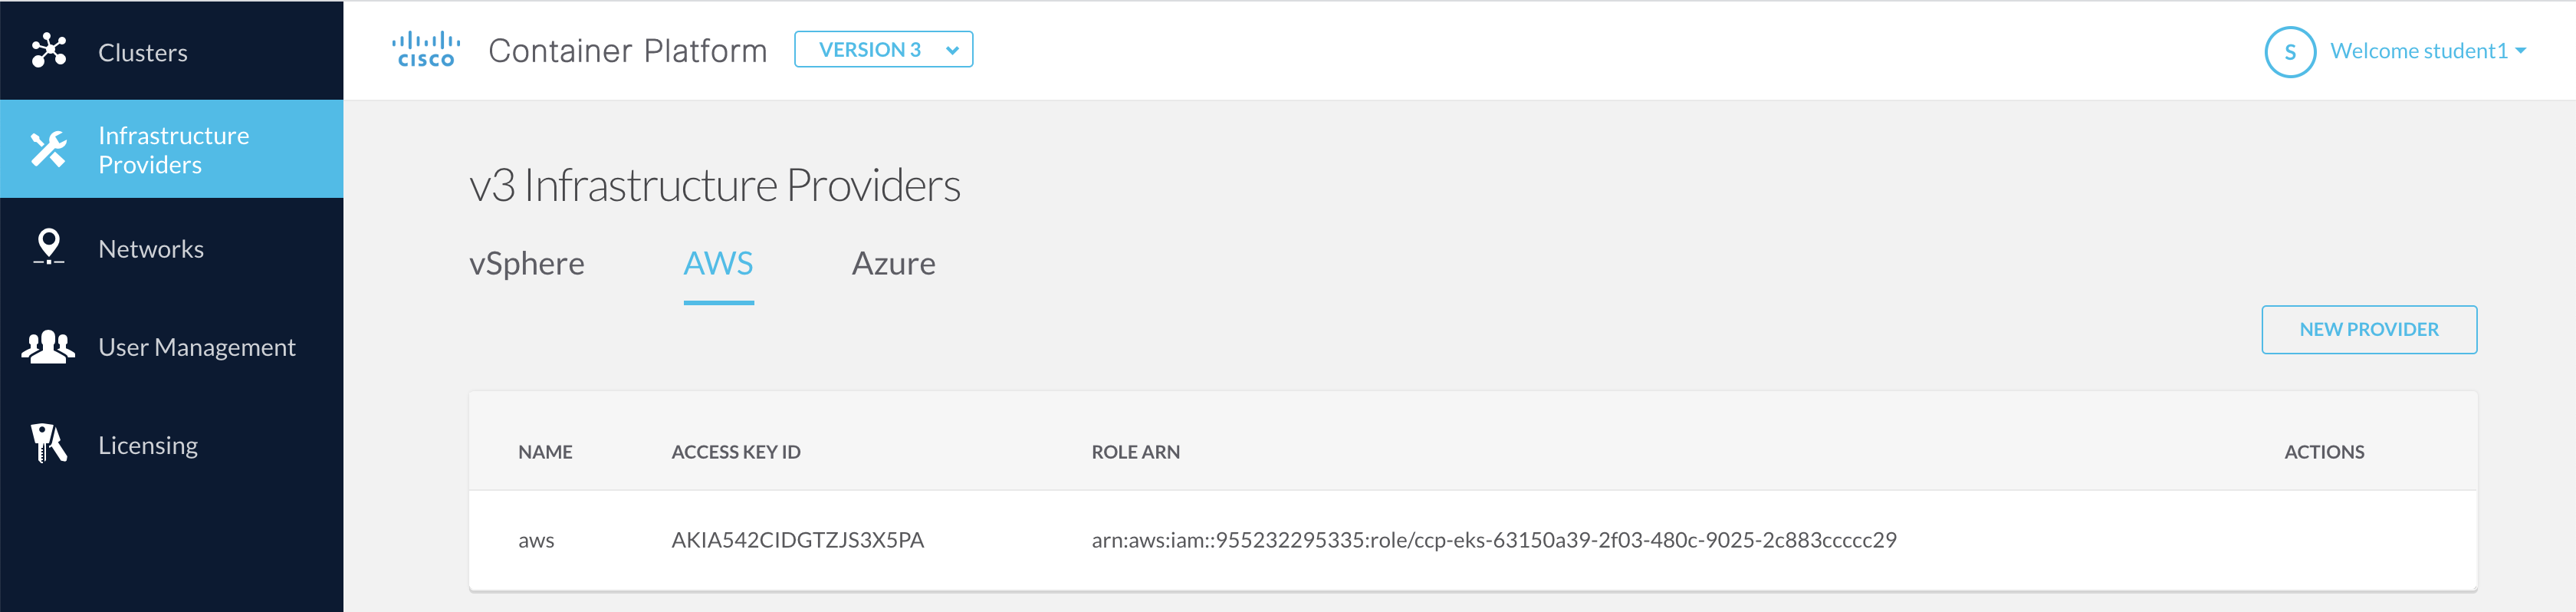 Clusters
Infrastructure
Providers
Networks
User Management
Licensing
CISCO
Container Platform
VERSION 3
S
Welcome student1
v3 Infrastructure Providers
vSphere AWS Azure
NEW PROVIDER
NAME ACCESS KEY ID ROLE ARN ACTIONS
aws AKIA542CIDGTZJS3X5PA arn:aws:iam::955232295335:role/ccp-eks-63150a39-2f03-480c-9025-2c883ccccc29